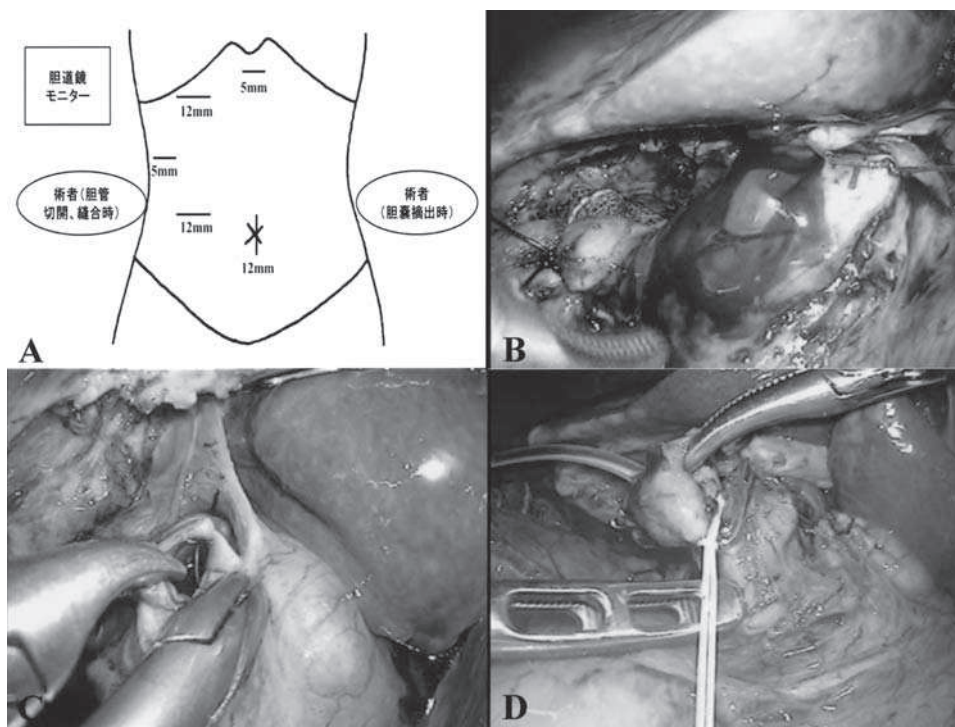 胆道鏡
モニター
5mm
12mm
5mm
術者(胆管
切開、縫合時)
術者
(胆嚢摘出時)
12mm
12mm
A
B
C
D